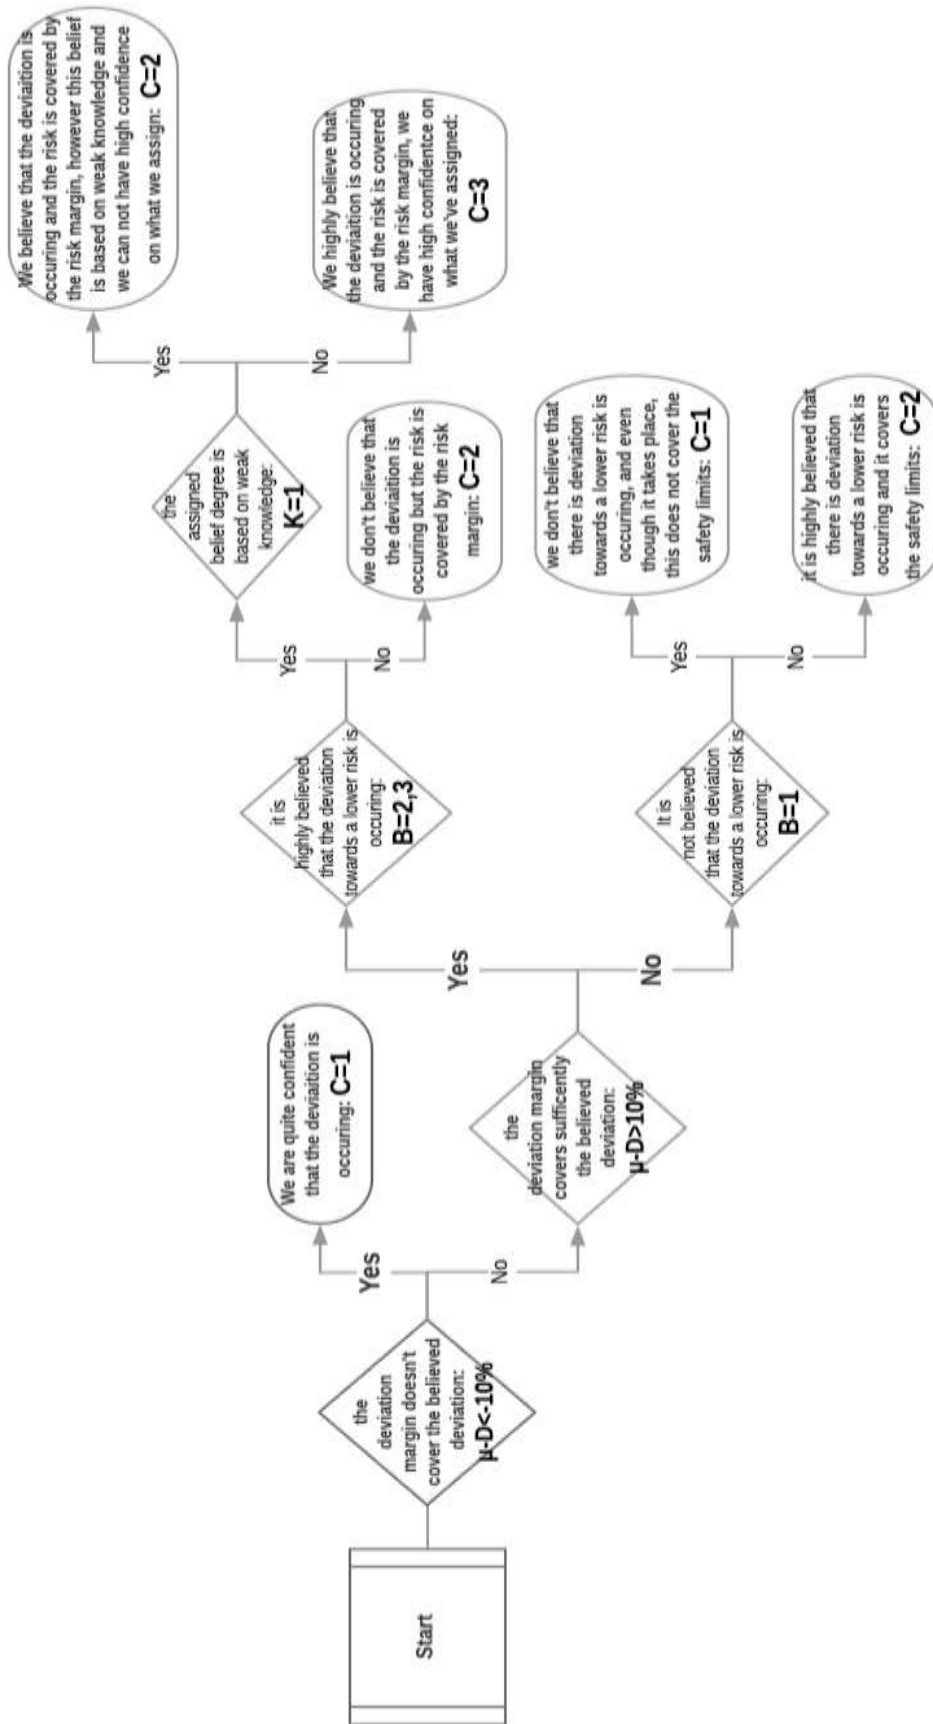 Start
the
deviation
margin doesn't
cover the believed
deviation:
μ-D<-10%
Yes
No
We are quite confident
that the deviaition is
occuring: C=1
the
deviation margin
covers sufficently
the believed
deviation:
μ-D>10%
Yes
No
it is
highly believed
that the deviation
towards a lower risk is
occuring:
B=2,3
Yes
No
the
assigned
belief degree is
based on weak
knowledge:
K=1
Yes
No
We believe that the deviaition is
occuring and the risk is covered by
the risk margin, however this belief
is based on weak knowledge and
we can not have high confidence
on what we assign: C=2
We highly believe that
the deviaition is occuring
and the risk is covered
by the risk margin, we
have high confidentce on
what we've assigned:
C=3
we don't believe that
the deviaition is
occuring but the risk is
covered by the risk
margin: C=2
It is
not believed
that the deviation
towards a lower risk is
occuring:
B=1
Yes
No
we don't believe that
there is deviation
towards a lower risk is
occuring, and even
though it takes place,
this does not cover the
safety limits: C=1
it is highly believed that
there is deviation
towards a lower risk is
occuring and it covers
the safety limits: C=2